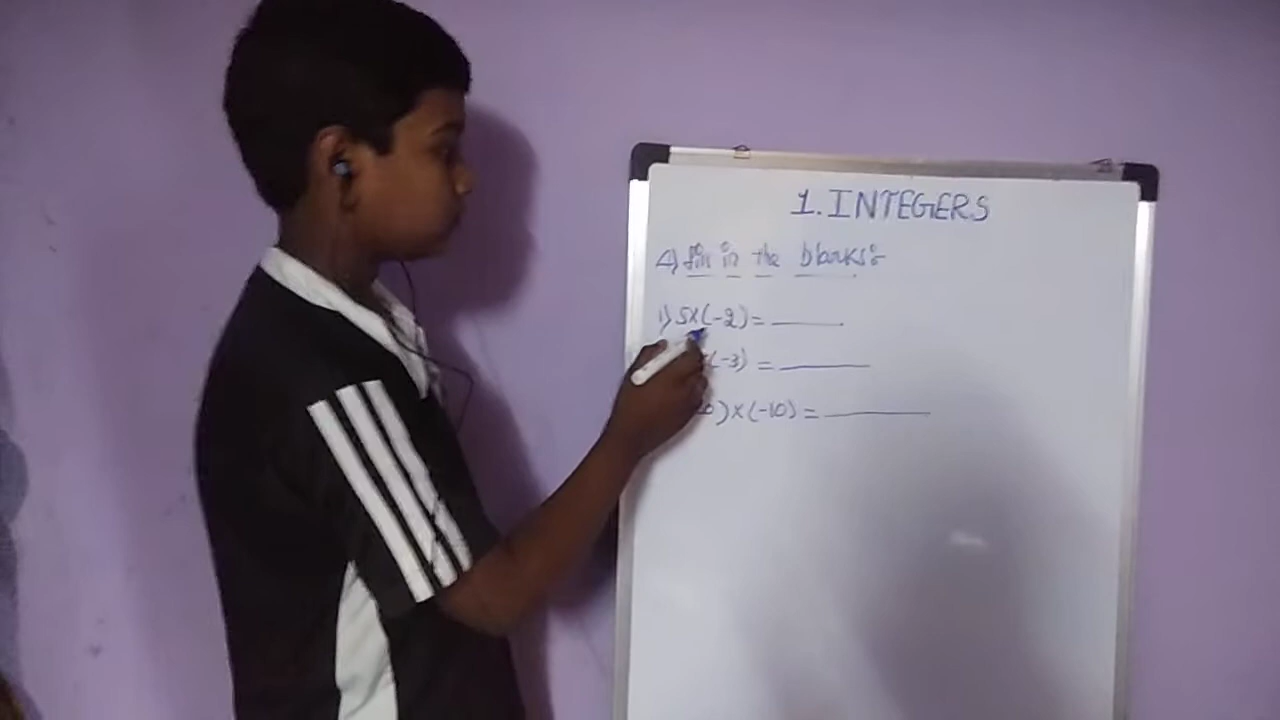 1. INTEGERS
4) fill in the blanks:-
1) 5x(-2) = ______
(-3) = ______
)x(-10) = ______